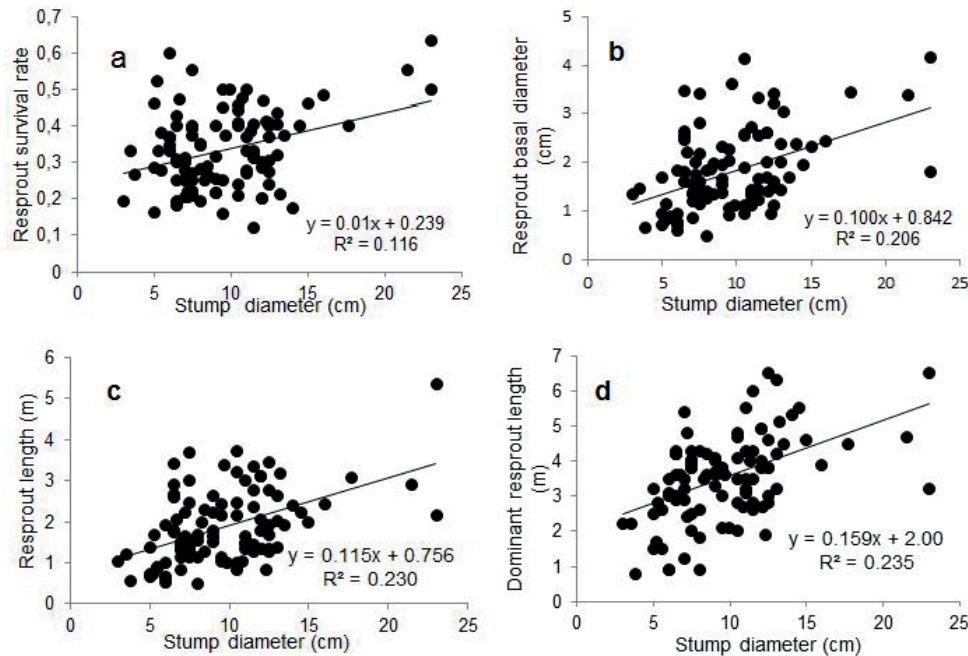 a
Resprout survival rate
0,7
0,6
0,5
0,4
0,3
0,2
0,1
0
0 5 10 15 20 25
Stump diameter (cm)
y = 0.01x + 0.239
R² = 0.116
b
Resprout basal diameter
(cm)
5
4
3
2
1
0
0 5 10 15 20 25
Stump diameter (cm)
y = 0.100x + 0.842
R² = 0.206
c
Resprout length (m)
6
5
4
3
2
1
0
0 5 10 15 20 25
Stump diameter (cm)
y = 0.115x + 0.756
R² = 0.230
d
Dominant resprout length
(m)
7
6
5
4
3
2
1
0
0 5 10 15 20 25
Stump diameter (cm)
y = 0.159x + 2.00
R² = 0.235